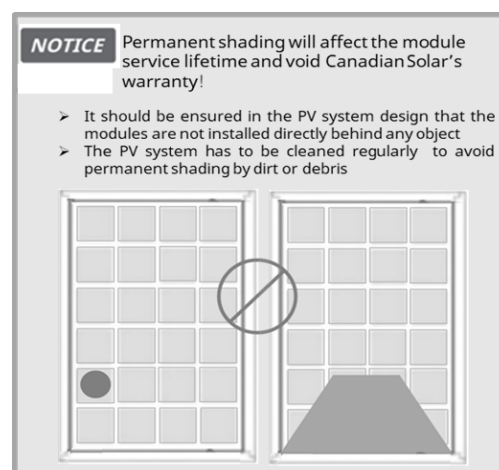 NOTICE
Permanent shading will affect the module
service lifetime and void Canadian Solar's
warranty!
➢ It should be ensured in the PV system design that the
modules are not installed directly behind any object
➢ The PV system has to be cleaned regularly to avoid
permanent shading by dirt or debris